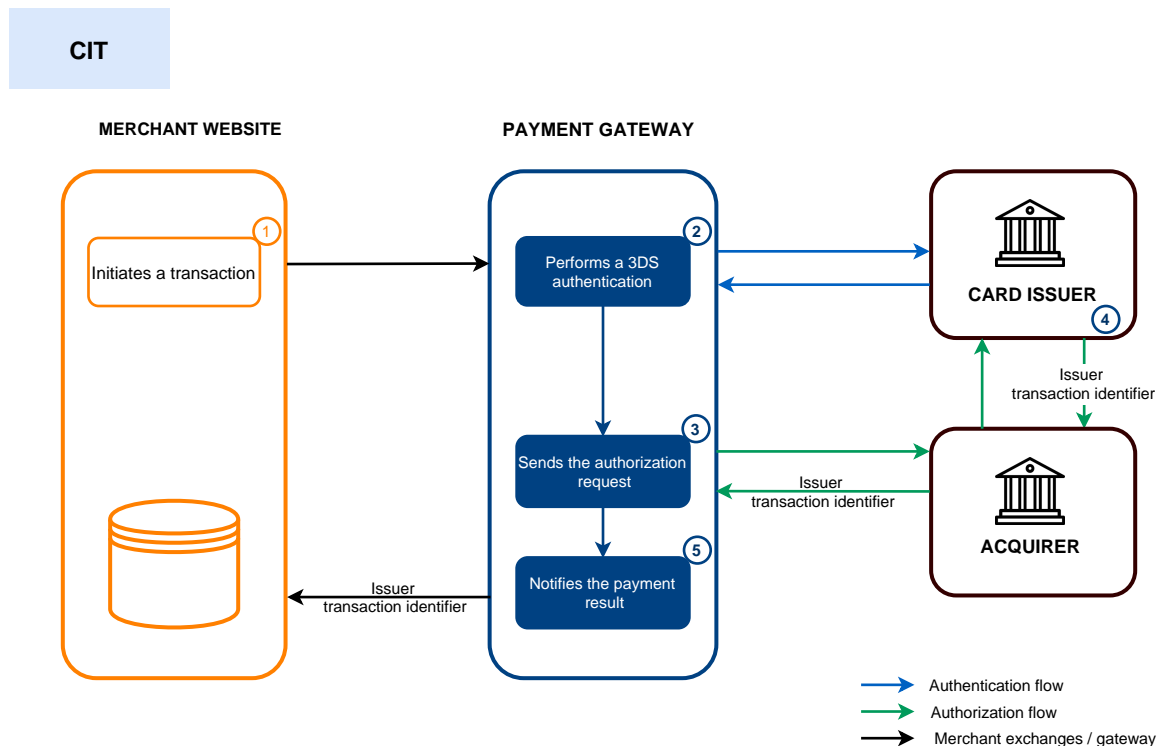 CIT
MERCHANT WEBSITE
PAYMENT GATEWAY
1
Initiates a transaction
2
Performs a 3DS
authentication
CARD ISSUER
4
Issuer
transaction identifier
3
Sends the authorization
request
Issuer
transaction identifier
ACQUIRER
5
Notifies the payment
result
Issuer
transaction identifier
Authentication flow
Authorization flow
Merchant exchanges / gateway